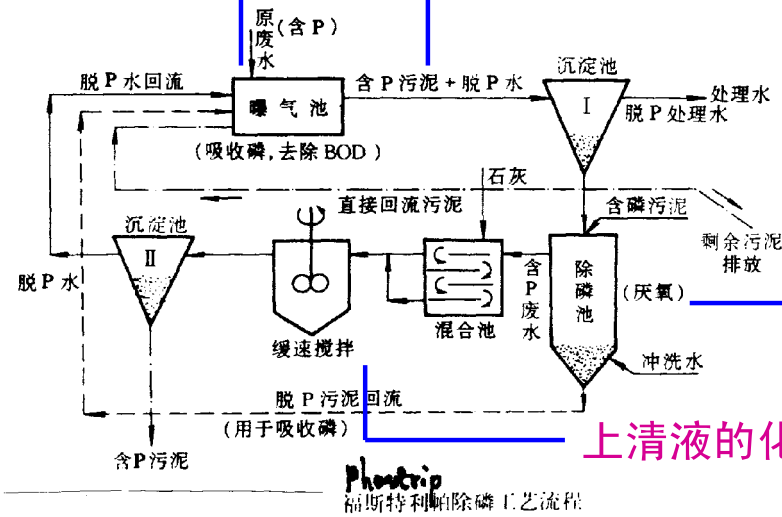 原废水
(含P)
沉淀池
脱P水回流
含P污泥+脱P水
处理水
曝气池
I
脱P处理水
(吸收磷,去除BOD)
石灰
直接回流污泥
含磷污泥
沉淀池
剩余污泥
排放
II
含P废水
除磷池
(厌氧)
脱P水
混合池
缓速搅拌
冲洗水
脱P污泥回流
(用于吸收磷)
上清液的化
含P污泥
Phostrip
福斯特利帕除磷工艺流程